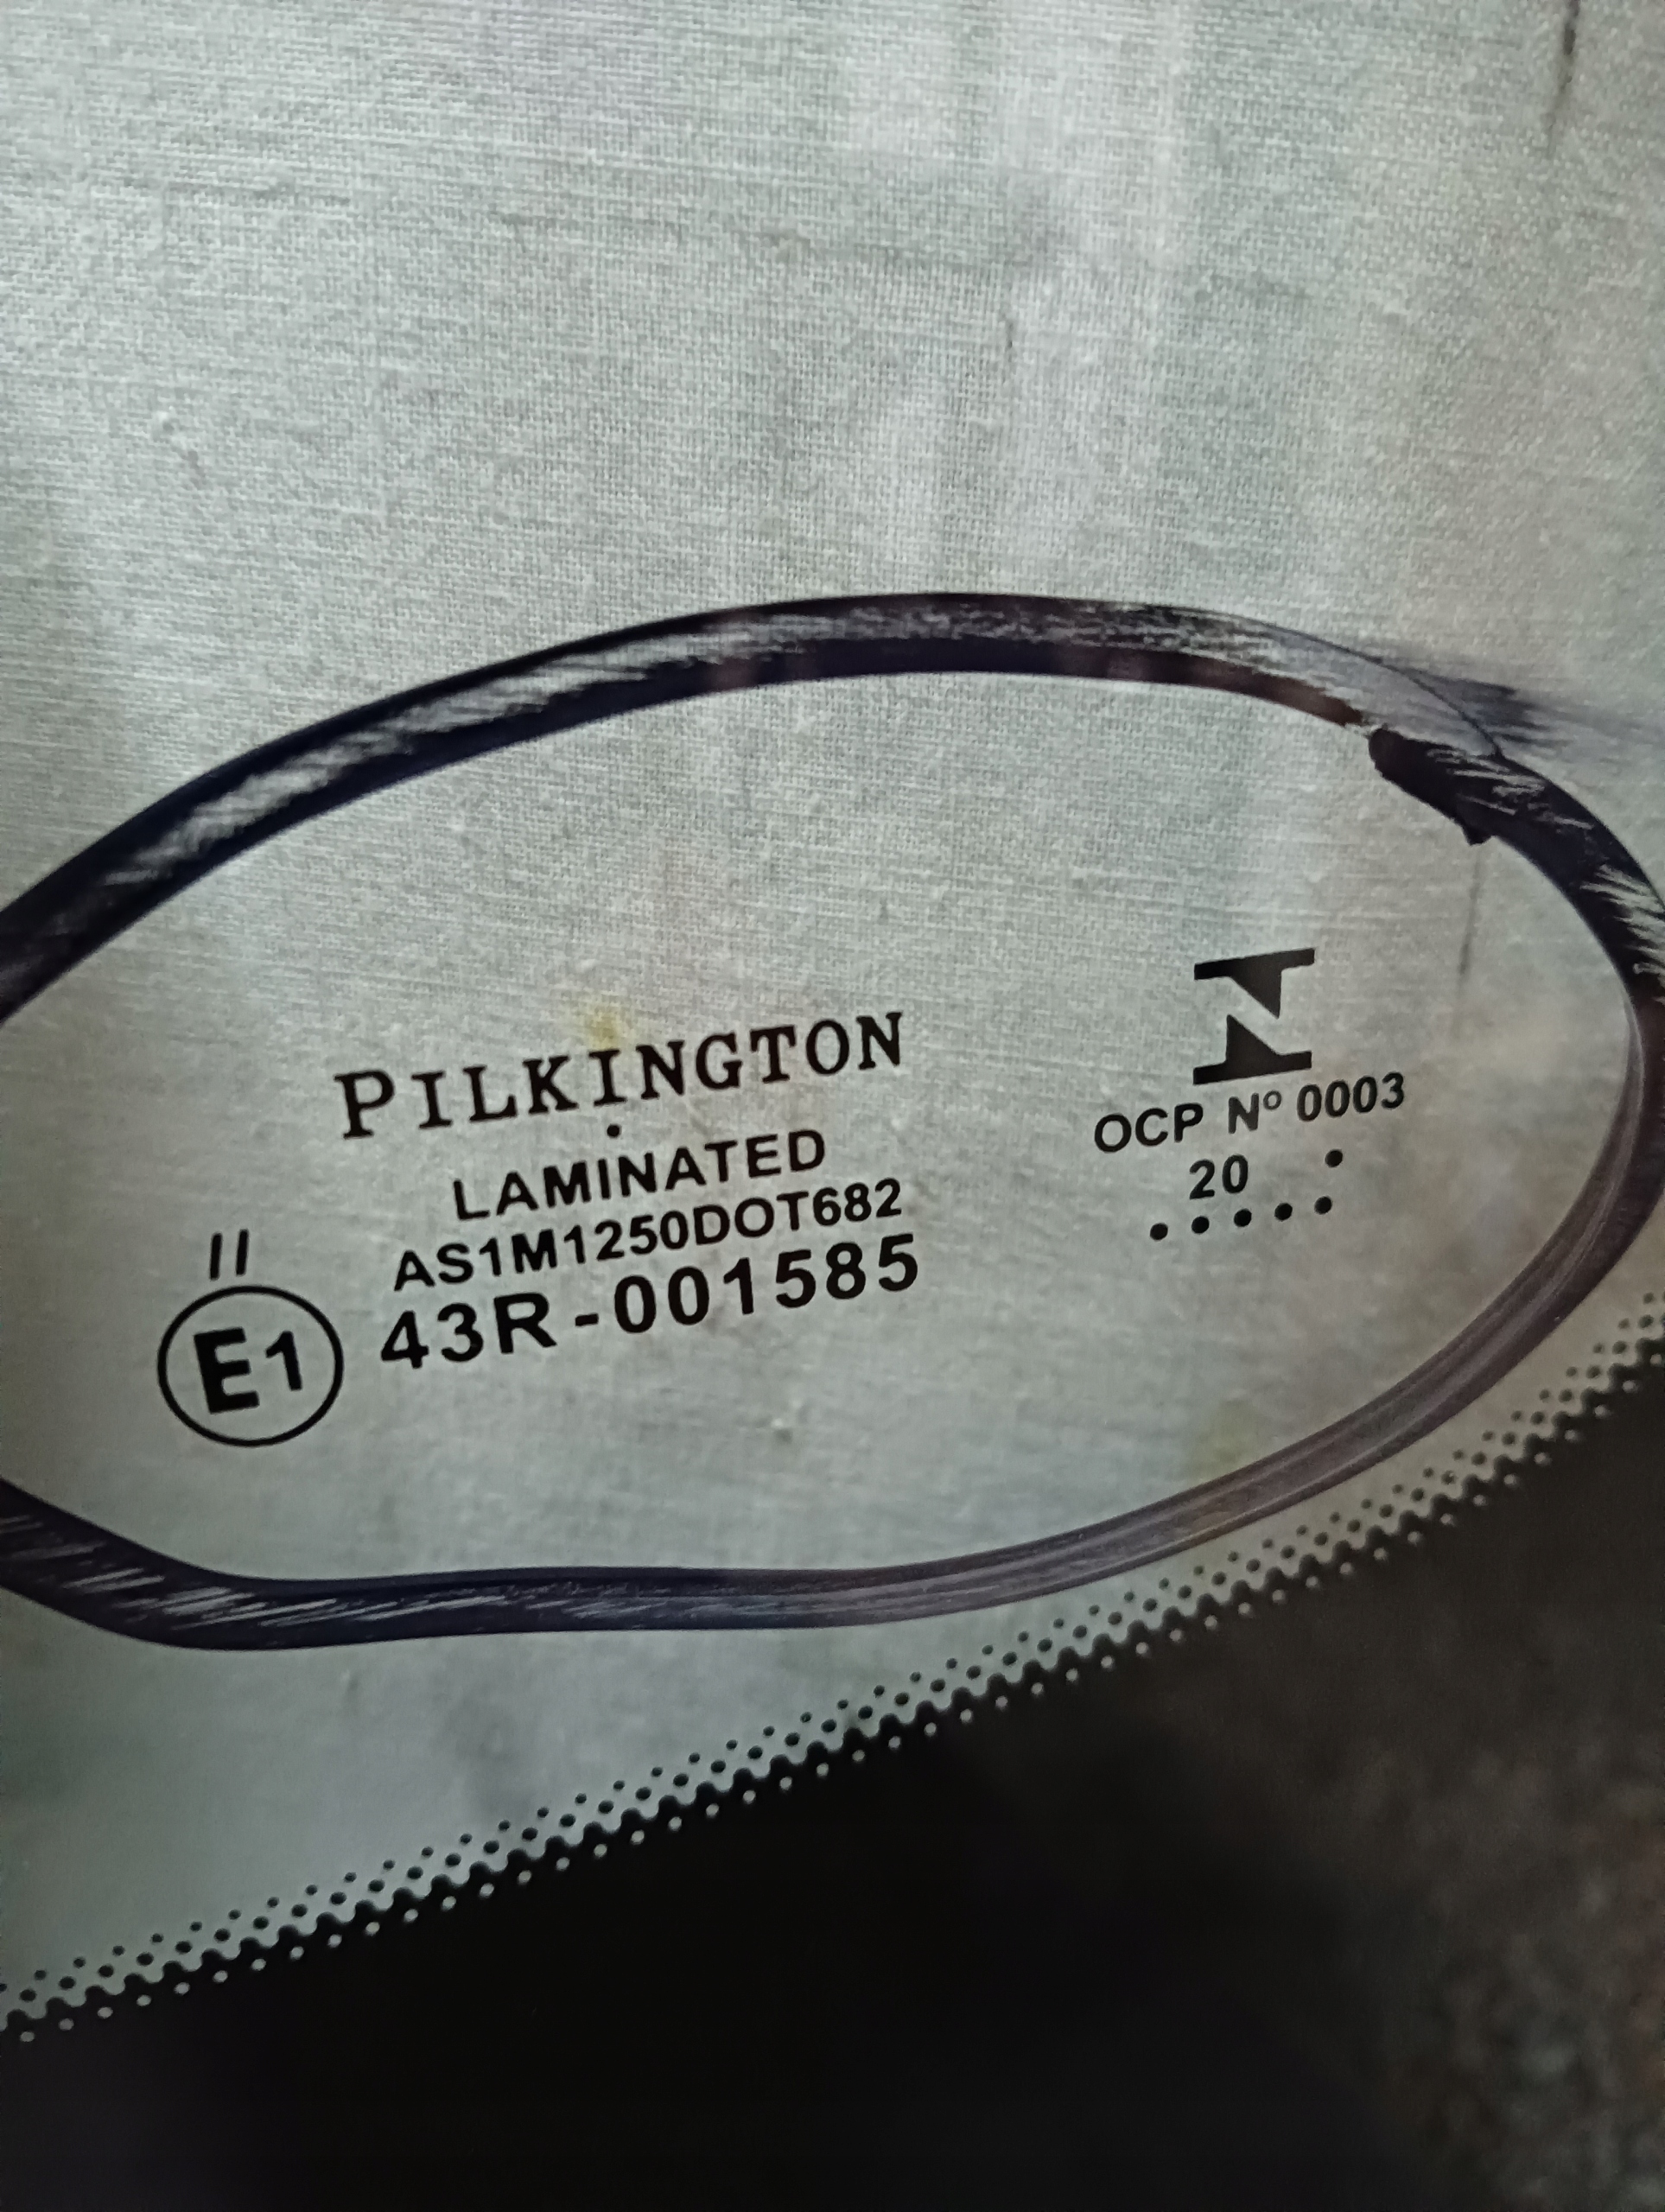 PILKINGTON
LAMINATED
AS1M1250DOT682
II
E1 43R-001585
N
OCP Nº 0003
20